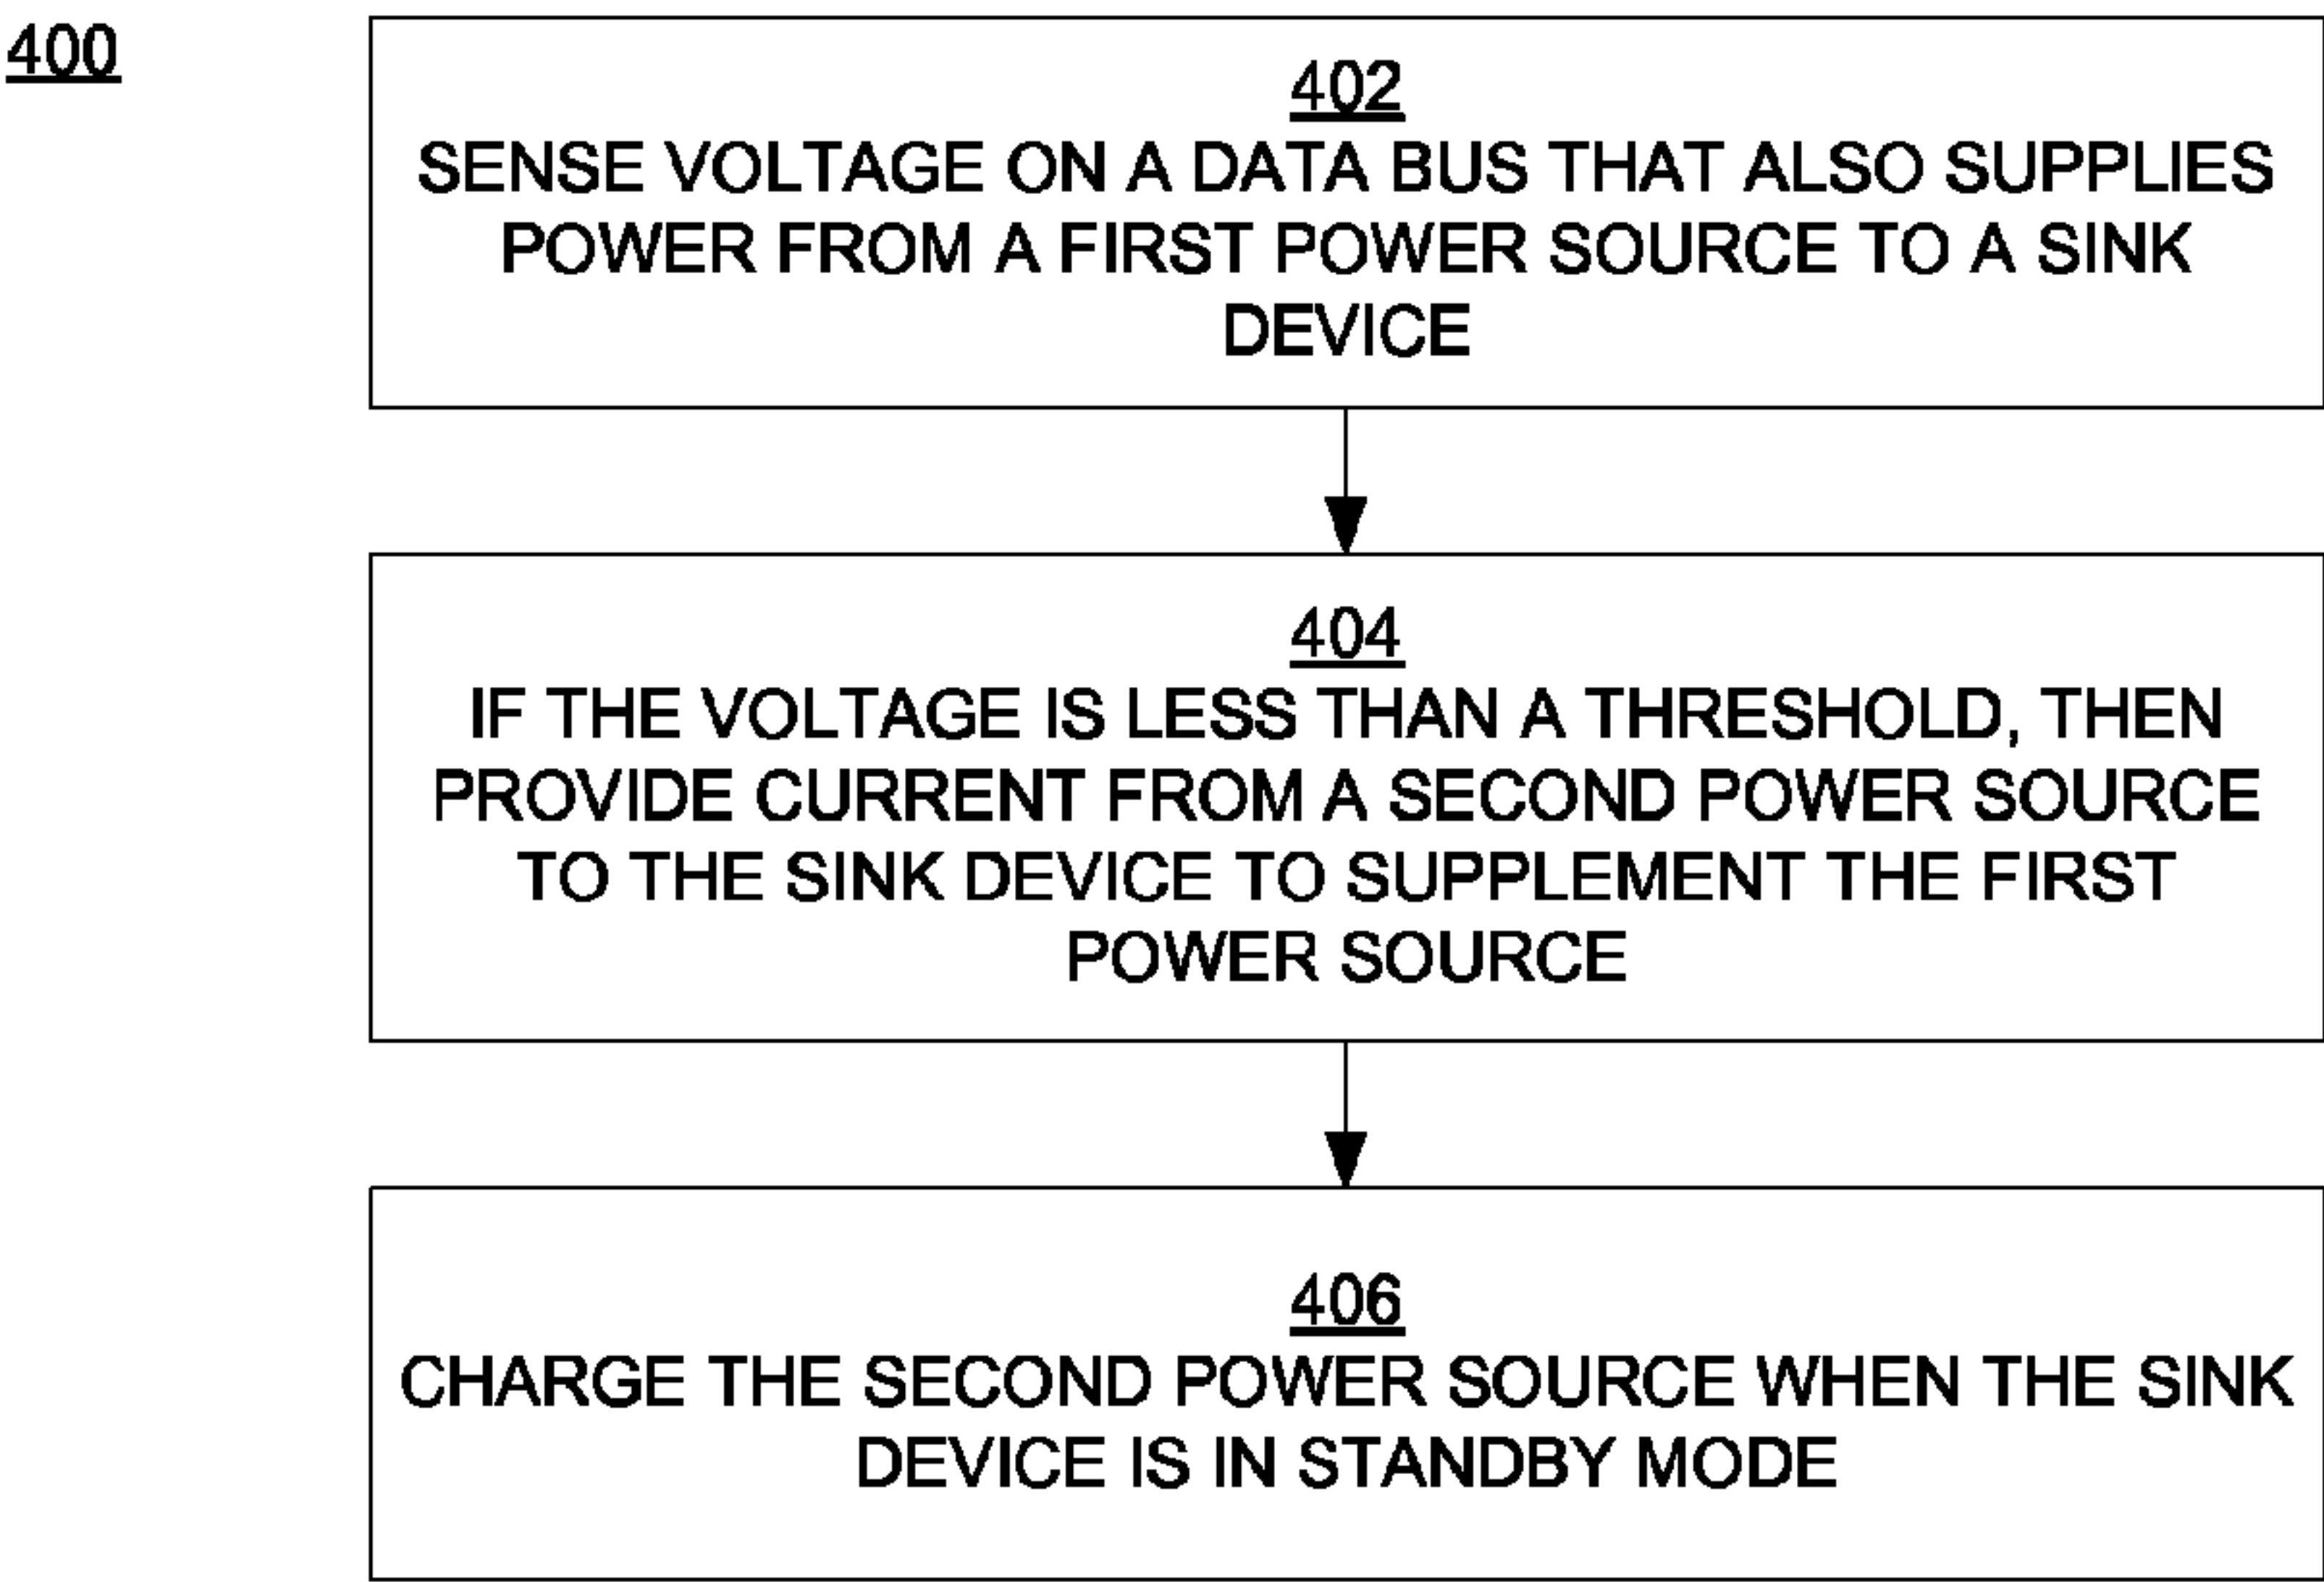 400
402
SENSE VOLTAGE ON A DATA BUS THAT ALSO SUPPLIES
POWER FROM A FIRST POWER SOURCE TO A SINK
DEVICE
404
IF THE VOLTAGE IS LESS THAN A THRESHOLD, THEN
PROVIDE CURRENT FROM A SECOND POWER SOURCE
TO THE SINK DEVICE TO SUPPLEMENT THE FIRST
POWER SOURCE
406
CHARGE THE SECOND POWER SOURCE WHEN THE SINK
DEVICE IS IN STANDBY MODE